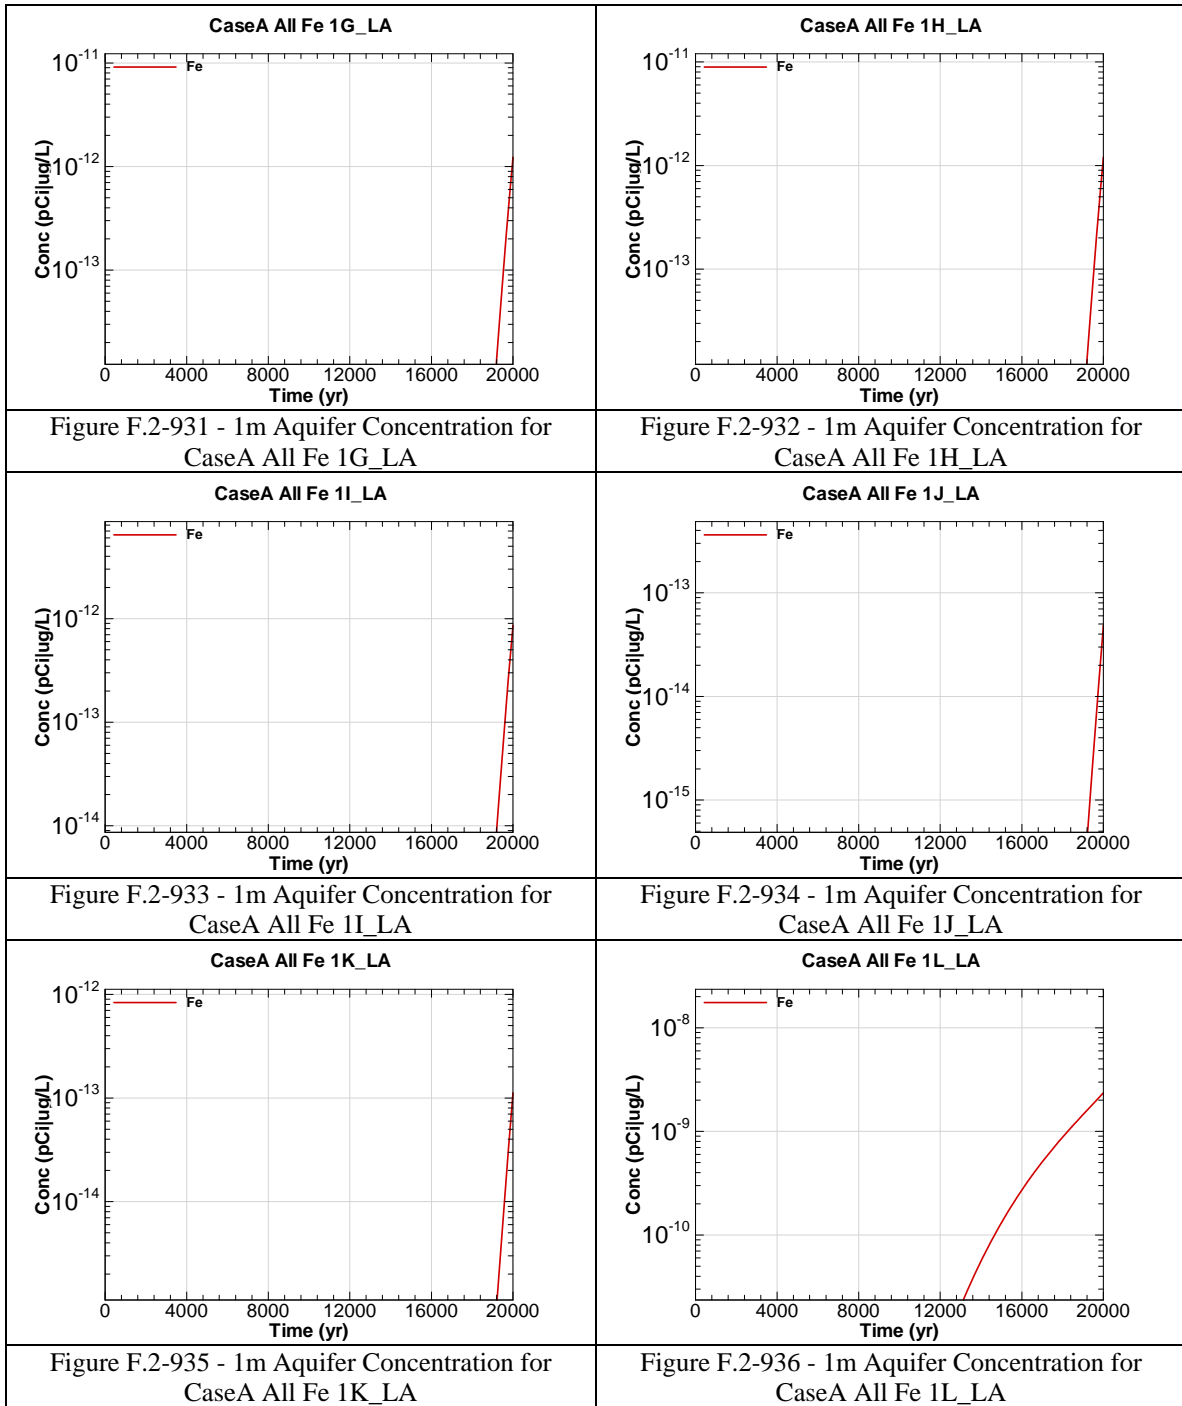 CaseA All Fe 1G_LA
Fe
Conc (pCi|ug/L)
10-11
10-12
10-13
0 4000 8000 12000 16000 20000
Time (yr)
Figure F.2-931 - 1m Aquifer Concentration for
CaseA All Fe 1G_LA
CaseA All Fe 1H_LA
Fe
Conc (pCi|ug/L)
10-11
10-12
10-13
0 4000 8000 12000 16000 20000
Time (yr)
Figure F.2-932 - 1m Aquifer Concentration for
CaseA All Fe 1H_LA
CaseA All Fe 1I_LA
Fe
Conc (pCi|ug/L)
10-12
10-13
10-14
0 4000 8000 12000 16000 20000
Time (yr)
Figure F.2-933 - 1m Aquifer Concentration for
CaseA All Fe 1I_LA
CaseA All Fe 1J_LA
Fe
Conc (pCi|ug/L)
10-13
10-14
10-15
0 4000 8000 12000 16000 20000
Time (yr)
Figure F.2-934 - 1m Aquifer Concentration for
CaseA All Fe 1J_LA
CaseA All Fe 1K_LA
Fe
Conc (pCi|ug/L)
10-12
10-13
10-14
0 4000 8000 12000 16000 20000
Time (yr)
Figure F.2-935 - 1m Aquifer Concentration for
CaseA All Fe 1K_LA
CaseA All Fe 1L_LA
Fe
Conc (pCi|ug/L)
10-8
10-9
10-10
0 4000 8000 12000 16000 20000
Time (yr)
Figure F.2-936 - 1m Aquifer Concentration for
CaseA All Fe 1L_LA